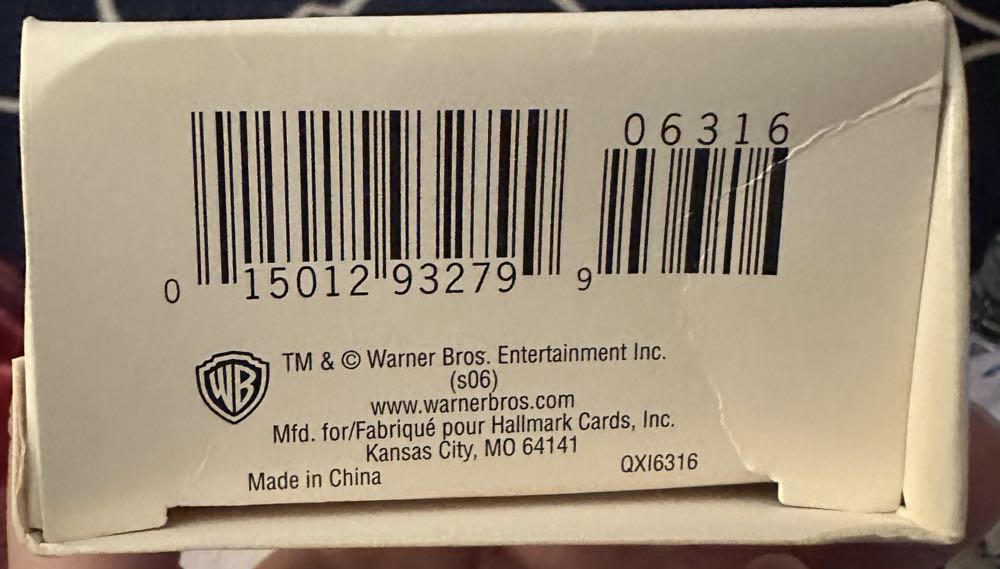 06316
0 15012 93279 9
WB
TM & © Warner Bros. Entertainment Inc.
(s06)
www.warnerbros.com
Mfd. for/Fabriqué pour Hallmark Cards, Inc.
Kansas City, MO 64141
Made in China QXI6316